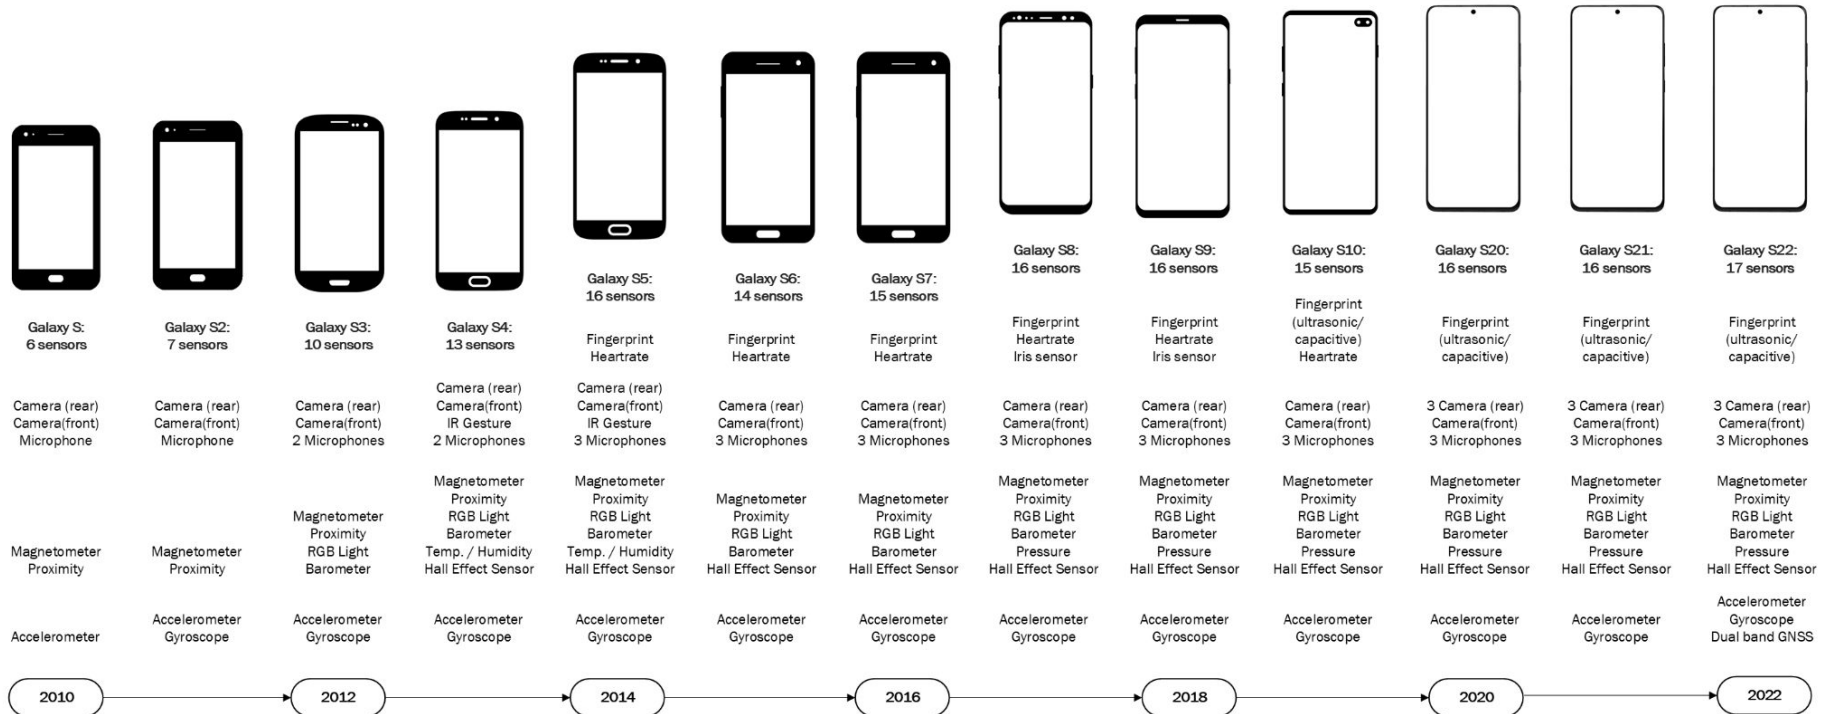 Galaxy S:
6 sensors
Camera (rear)
Camera(front)
Microphone
Magnetometer
Proximity
Accelerometer
Galaxy S2:
7 sensors
Camera (rear)
Camera(front)
Microphone
Magnetometer
Proximity
Accelerometer
Gyroscope
Galaxy S3:
10 sensors
Camera (rear)
Camera(front)
2 Microphones
Magnetometer
Proximity
RGB Light
Barometer
Accelerometer
Gyroscope
Galaxy S4:
13 sensors
Camera (rear)
Camera(front)
IR Gesture
2 Microphones
Magnetometer
Proximity
RGB Light
Barometer
Temp. / Humidity
Hall Effect Sensor
Accelerometer
Gyroscope
Galaxy S5:
16 sensors
Fingerprint
Heartrate
Camera (rear)
Camera(front)
IR Gesture
3 Microphones
Magnetometer
Proximity
RGB Light
Barometer
Temp. / Humidity
Hall Effect Sensor
Accelerometer
Gyroscope
Galaxy S6:
14 sensors
Fingerprint
Heartrate
Camera (rear)
Camera(front)
3 Microphones
Magnetometer
Proximity
RGB Light
Barometer
Hall Effect Sensor
Accelerometer
Gyroscope
Galaxy S7:
15 sensors
Fingerprint
Heartrate
Camera (rear)
Camera(front)
3 Microphones
Magnetometer
Proximity
RGB Light
Barometer
Hall Effect Sensor
Accelerometer
Gyroscope
Galaxy S8:
16 sensors
Fingerprint
Heartrate
Iris sensor
Camera (rear)
Camera(front)
3 Microphones
Magnetometer
Proximity
RGB Light
Barometer
Pressure
Hall Effect Sensor
Accelerometer
Gyroscope
Galaxy S9:
16 sensors
Fingerprint
Heartrate
Iris sensor
Camera (rear)
Camera(front)
3 Microphones
Magnetometer
Proximity
RGB Light
Barometer
Pressure
Hall Effect Sensor
Accelerometer
Gyroscope
Galaxy S10:
15 sensors
Fingerprint
(ultrasonic/
capacitive)
Heartrate
Camera (rear)
Camera(front)
3 Microphones
Magnetometer
Proximity
RGB Light
Barometer
Pressure
Hall Effect Sensor
Accelerometer
Gyroscope
Galaxy S20:
16 sensors
Fingerprint
(ultrasonic/
capacitive)
3 Camera (rear)
Camera(front)
3 Microphones
Magnetometer
Proximity
RGB Light
Barometer
Pressure
Hall Effect Sensor
Accelerometer
Gyroscope
Galaxy S21:
16 sensors
Fingerprint
(ultrasonic/
capacitive)
3 Camera (rear)
Camera(front)
3 Microphones
Magnetometer
Proximity
RGB Light
Barometer
Pressure
Hall Effect Sensor
Accelerometer
Gyroscope
Galaxy S22:
17 sensors
Fingerprint
(ultrasonic/
capacitive)
3 Camera (rear)
Camera(front)
3 Microphones
Magnetometer
Proximity
RGB Light
Barometer
Pressure
Hall Effect Sensor
Accelerometer
Gyroscope
Dual band GNSS
2010
2012
2014
2016
2018
2020
2022